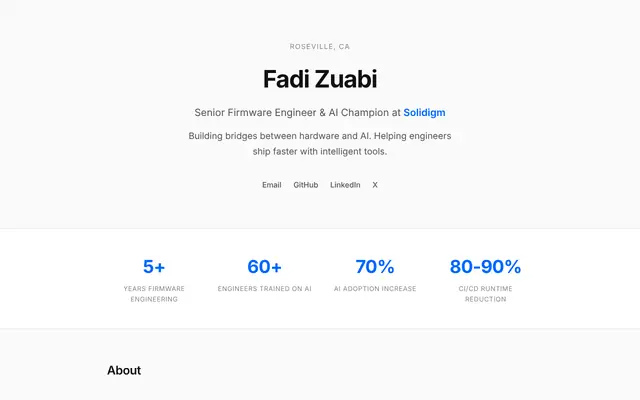 ROSEVILLE, CA
Fadi Zuabi
Senior Firmware Engineer & AI Champion at Solidigm
Building bridges between hardware and AI. Helping engineers
ship faster with intelligent tools.
Email GitHub LinkedIn X
5+ 60+ 70% 80-90%
YEARS FIRMWARE ENGINEERS TRAINED ON AI AI ADOPTION INCREASE CI/CD RUNTIME
ENGINEERING REDUCTION
About